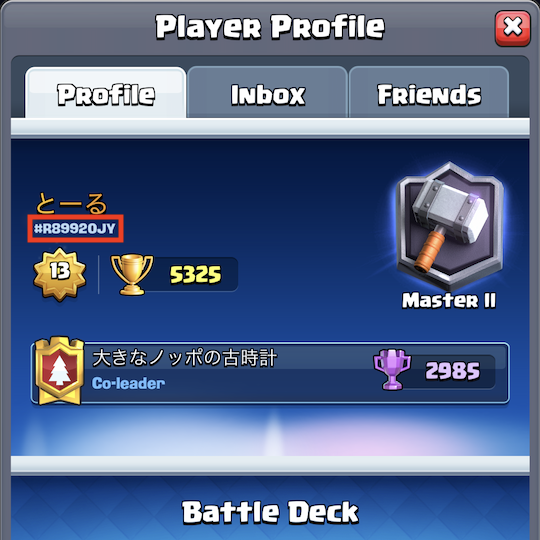 Player Profile
Profile
Inbox
Friends
とーる
#R8992OJY
13
5325
Master II
大きなノッポの古時計
Co-leader
2985
Battle Deck